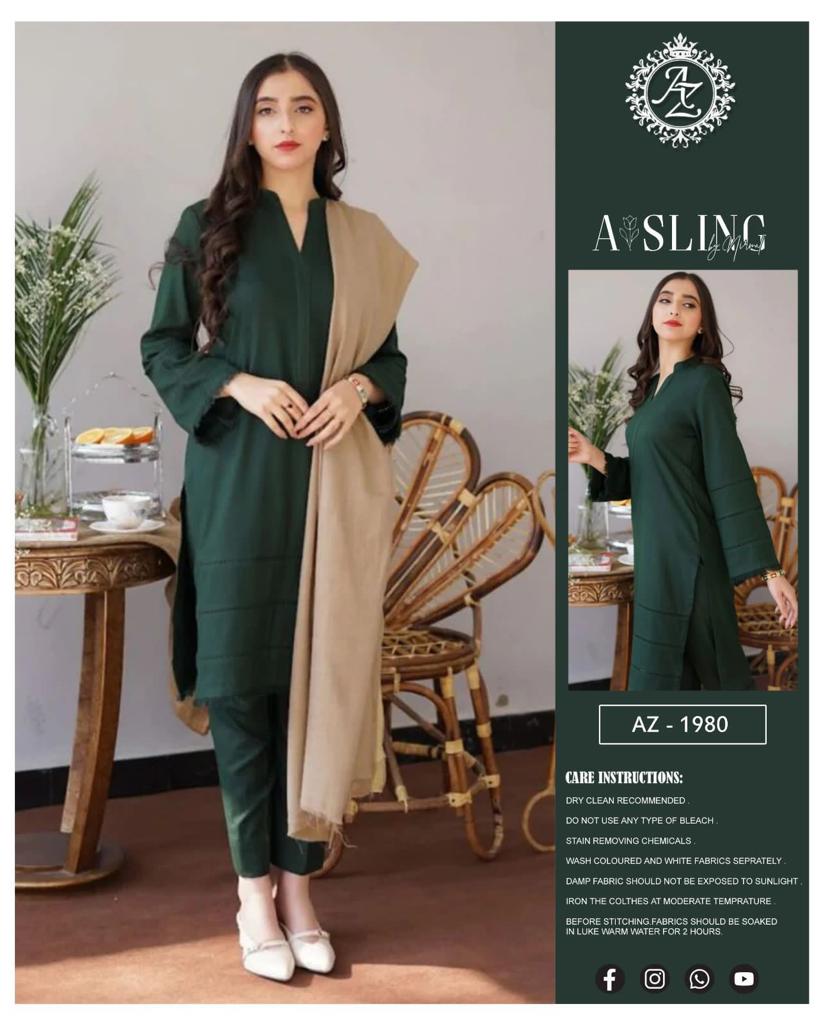 AZ
AISLING
AZ - 1980
CARE INSTRUCTIONS:
DRY CLEAN RECOMMENDED .
DO NOT USE ANY TYPE OF BLEACH .
STAIN REMOVING CHEMICALS .
WASH COLOURED AND WHITE FABRICS SEPRATELY .
DAMP FABRIC SHOULD NOT BE EXPOSED TO SUNLIGHT .
IRON THE COLTHES AT MODERATE TEMPRATURE .
BEFORE STITCHING.FABRICS SHOULD BE SOAKED
IN LUKE WARM WATER FOR 2 HOURS.